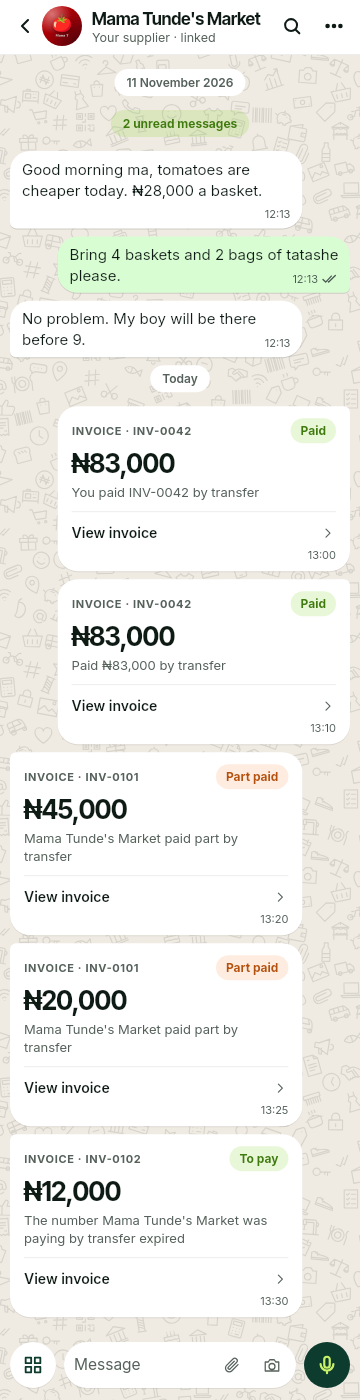 Mama Tunde's Market
Your supplier · linked
11 November 2026
2 unread messages
Good morning ma, tomatoes are
cheaper today. ₦28,000 a basket.
12:13
Bring 4 baskets and 2 bags of tatashe
please.
12:13
No problem. My boy will be there
before 9.
12:13
Today
INVOICE · INV-0042
Paid
₦83,000
You paid INV-0042 by transfer
View invoice
13:00
INVOICE · INV-0042
Paid
₦83,000
Paid ₦83,000 by transfer
View invoice
13:10
INVOICE · INV-0101
Part paid
₦45,000
Mama Tunde's Market paid part by
transfer
View invoice
13:20
INVOICE · INV-0101
Part paid
₦20,000
Mama Tunde's Market paid part by
transfer
View invoice
13:25
INVOICE · INV-0102
To pay
₦12,000
The number Mama Tunde's Market was
paying by transfer expired
View invoice
13:30
Message